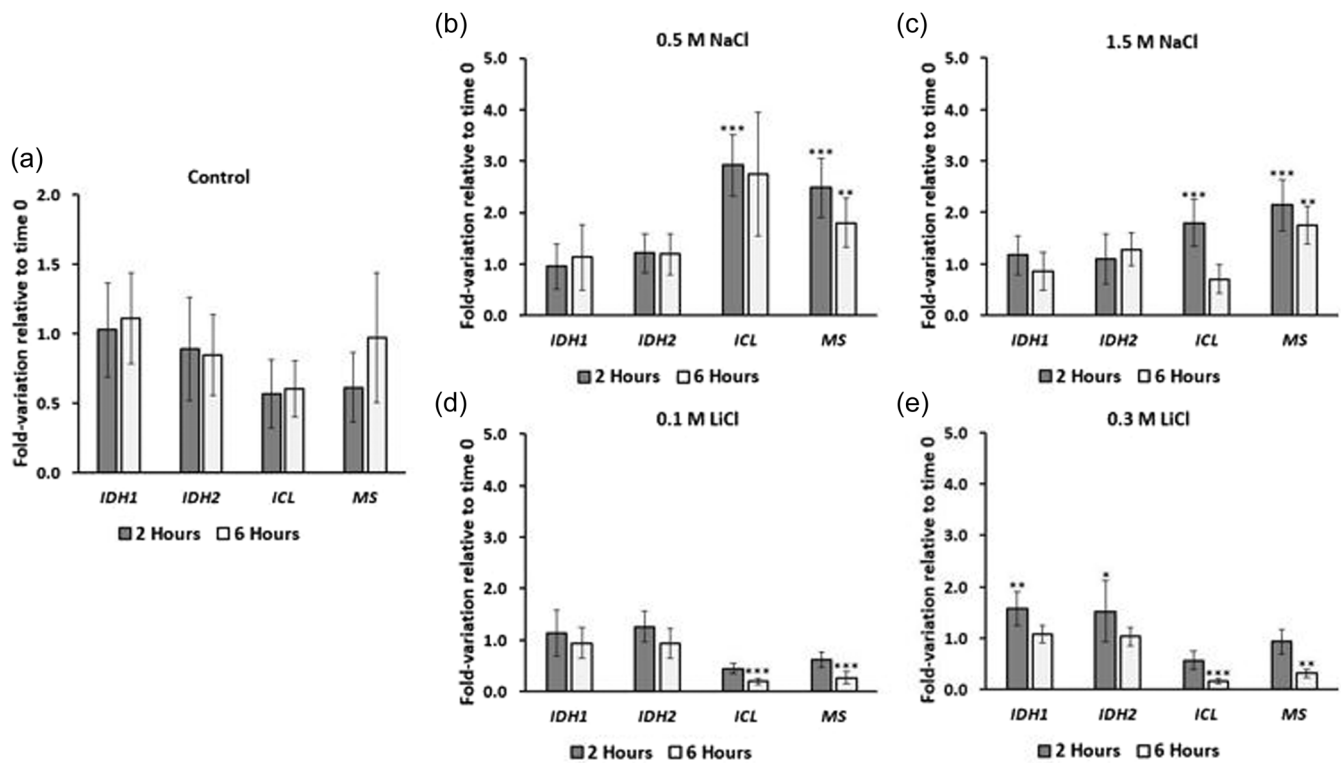 (a)
Control
Fold-variation relative to time 0
2.0
1.5
1.0
0.5
0.0
IDH1 IDH2 ICL MS
2 Hours 6 Hours
(b)
0.5 M NaCl
Fold-variation relative to time 0
5.0
4.0
3.0
2.0
1.0
0.0
*** *** **
IDH1 IDH2 ICL MS
2 Hours 6 Hours
(c)
1.5 M NaCl
Fold-variation relative to time 0
5.0
4.0
3.0
2.0
1.0
0.0
*** *** **
IDH1 IDH2 ICL MS
2 Hours 6 Hours
(d)
0.1 M LiCl
Fold-variation relative to time 0
5.0
4.0
3.0
2.0
1.0
0.0
*** ***
IDH1 IDH2 ICL MS
2 Hours 6 Hours
(e)
0.3 M LiCl
Fold-variation relative to time 0
5.0
4.0
3.0
2.0
1.0
0.0
** * *** **
IDH1 IDH2 ICL MS
2 Hours 6 Hours